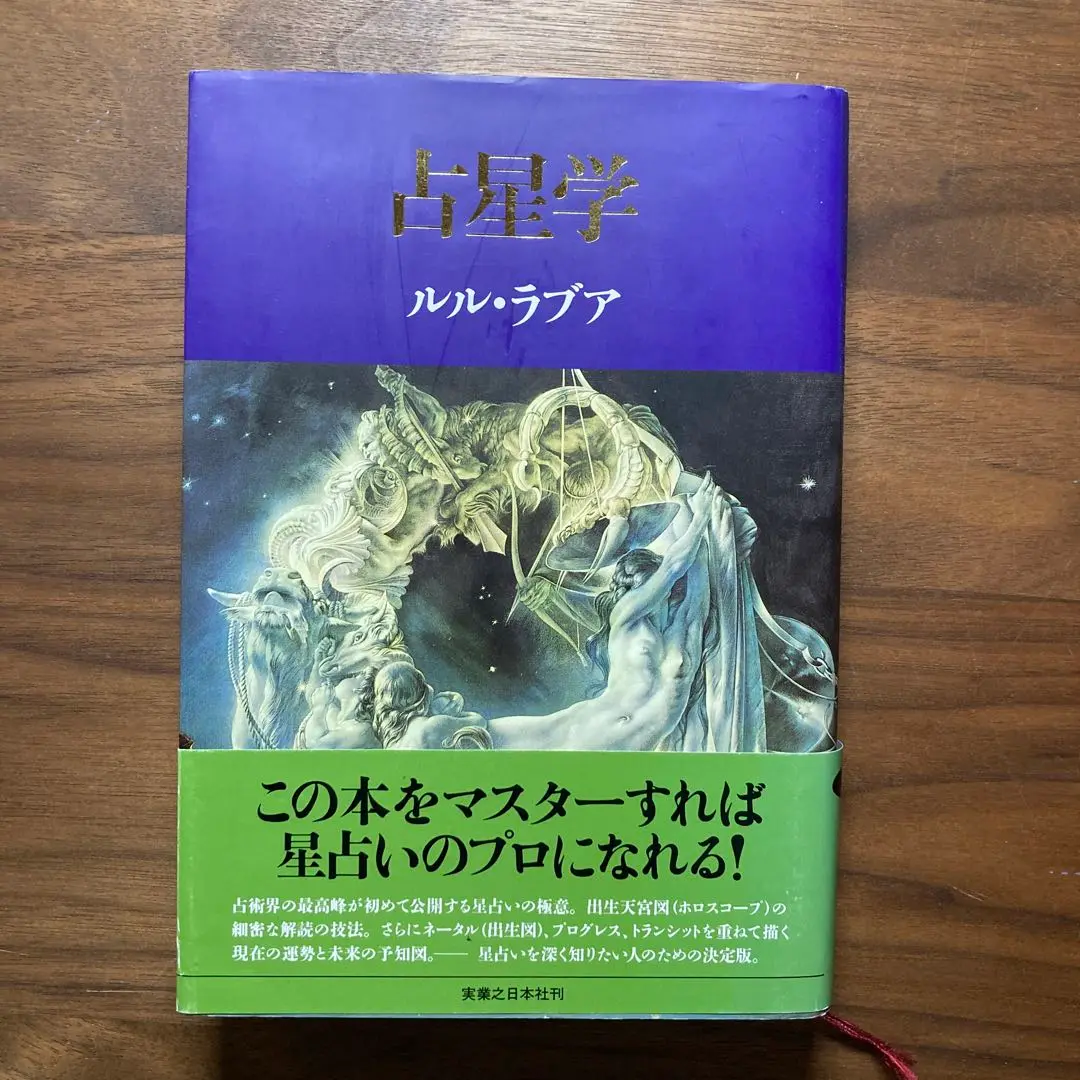 占星学
ルル・ラブア
この本をマスターすれば
星占いのプロになれる!
占術界の最高峰が初めて公開する星占いの極意。出生天宮図(ホロスコープ)の
細密な解読の技法。さらにネータル(出生図)、プログレス、トランシットを重ねて描く
現在の運勢と未来の予知図。── 星占いを深く知りたい人のための決定版。
実業之日本社刊